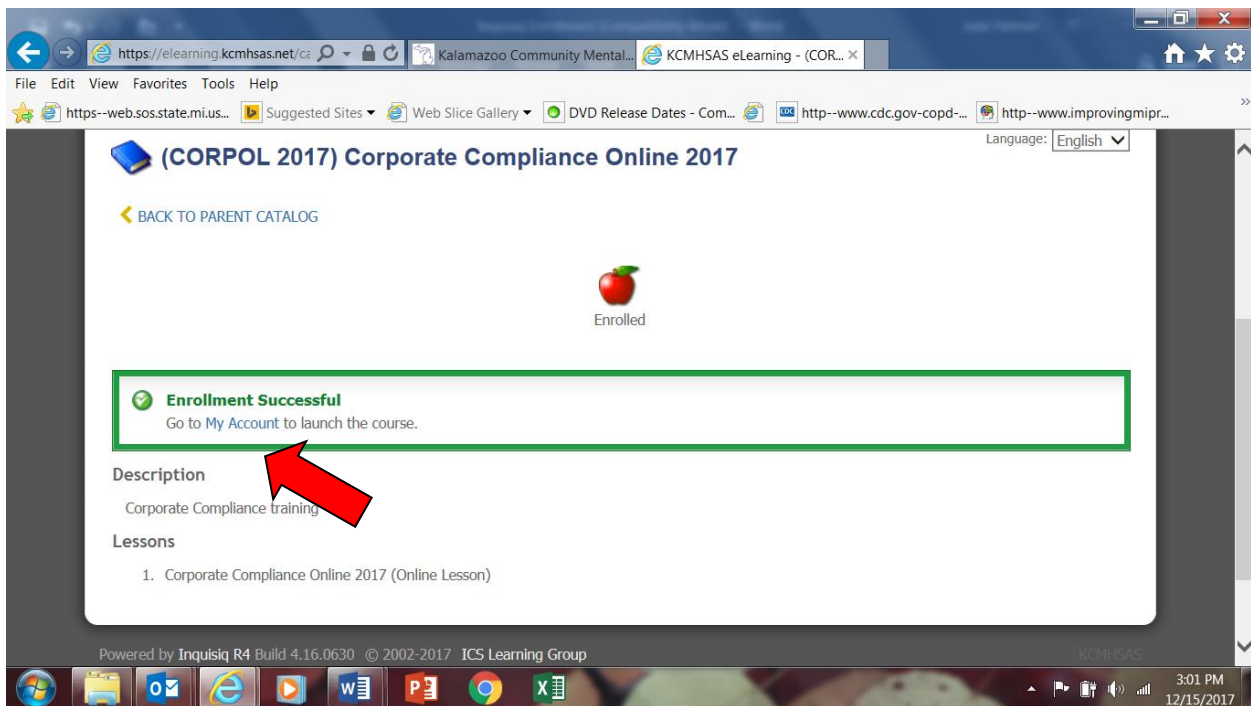 https://elearning.kcmhsas.net/ca
Kalamazoo Community Mental...
KCMHSAS eLearning - (COR...
File Edit View Favorites Tools Help
https--web.sos.state.mi.us...
Suggested Sites
Web Slice Gallery
DVD Release Dates - Com...
CDC
http--www.cdc.gov-copd-...
http--www.improvingmipr...
Language: English
(CORPOL 2017) Corporate Compliance Online 2017
BACK TO PARENT CATALOG
Enrolled
Enrollment Successful
Go to My Account to launch the course.
Description
Corporate Compliance training
Lessons
1. Corporate Compliance Online 2017 (Online Lesson)
Powered by Inquisiq R4 Build 4.16.0630 © 2002-2017 ICS Learning Group
KCMHSAS
3:01 PM
12/15/2017